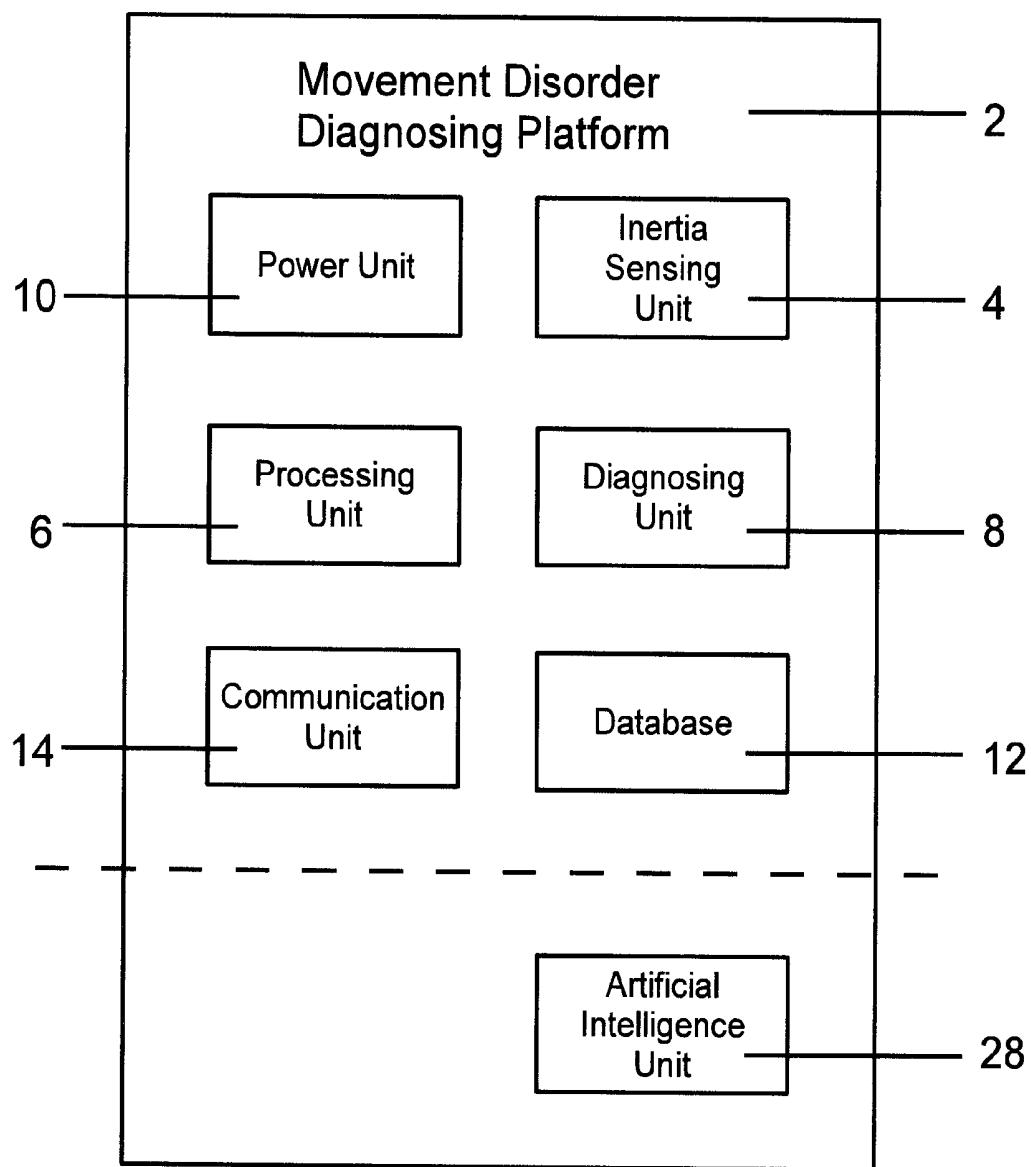 Movement Disorder
Diagnosing Platform
2
Power Unit
10
Inertia
Sensing
Unit
4
Processing
Unit
6
Diagnosing
Unit
8
Communication
Unit
14
Database
12
Artificial
Intelligence
Unit
28